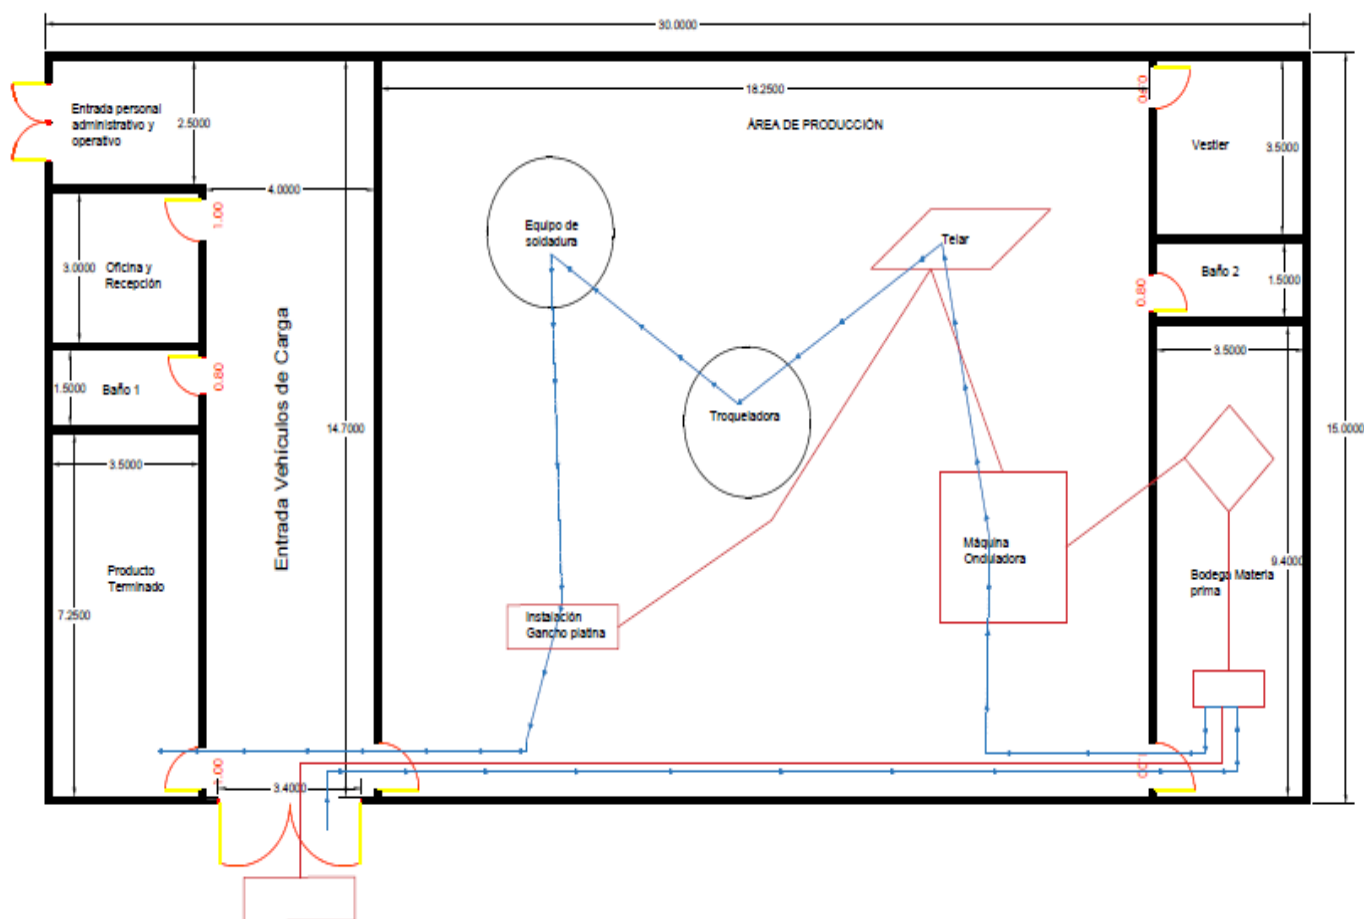 30.0000
18.2500
ÁREA DE PRODUCCIÓN
Entrada personal
administrativo y
operativo
2.5000
4.0000
1.00
3.0000
Oficina y
Recepción
1.5000
Baño 1
0.80
3.5000
Producto
Terminado
7.2500
Entrada Vehículos de Carga
14.7000
3.4000
Equipo de
soldadura
Telar
Troqueladora
Máquina
Onduladora
Instalación
Gancho platina
Vestier
3.5000
Baño 2
1.5000
0.80
3.5000
Bodega Materia
prima
9.4000
15.0000